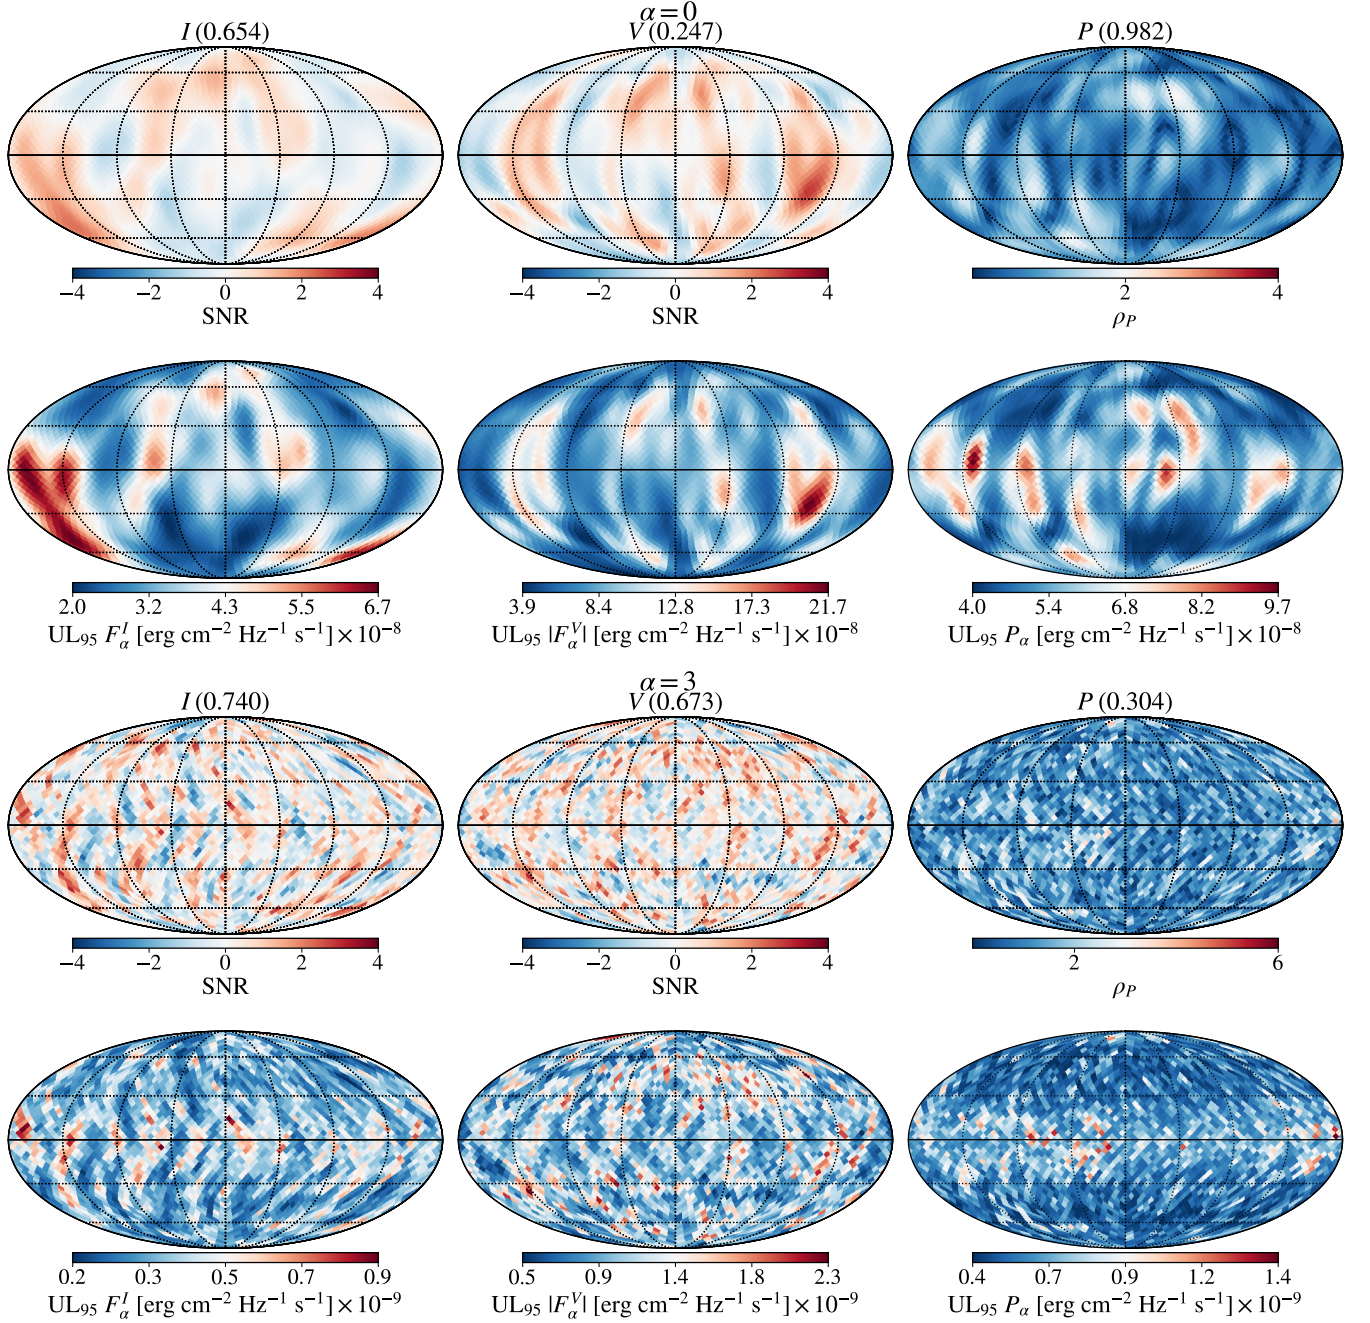 α = 0
I (0.654) V (0.247) P (0.982)
−4 −2 0 2 4 −4 −2 0 2 4 2 4
SNR SNR ρ_P
2.0 3.2 4.3 5.5 6.7 3.9 8.4 12.8 17.3 21.7 4.0 5.4 6.8 8.2 9.7
UL₉₅ F_α^I [erg cm⁻² Hz⁻¹ s⁻¹] × 10⁻⁸ UL₉₅ |F_α^V| [erg cm⁻² Hz⁻¹ s⁻¹] × 10⁻⁸ UL₉₅ P_α [erg cm⁻² Hz⁻¹ s⁻¹] × 10⁻⁸
α = 3
I (0.740) V (0.673) P (0.304)
−4 −2 0 2 4 −4 −2 0 2 4 2 6
SNR SNR ρ_P
0.2 0.3 0.5 0.7 0.9 0.5 0.9 1.4 1.8 2.3 0.4 0.7 0.9 1.2 1.4
UL₉₅ F_α^I [erg cm⁻² Hz⁻¹ s⁻¹] × 10⁻⁹ UL₉₅ |F_α^V| [erg cm⁻² Hz⁻¹ s⁻¹] × 10⁻⁹ UL₉₅ P_α [erg cm⁻² Hz⁻¹ s⁻¹] × 10⁻⁹